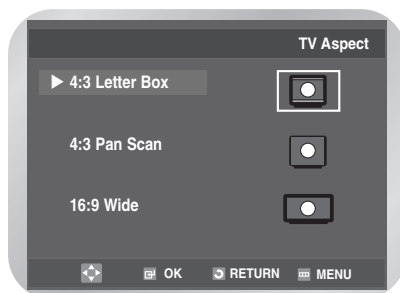 TV Aspect
4:3 Letter Box
4:3 Pan Scan
16:9 Wide
OK RETURN MENU